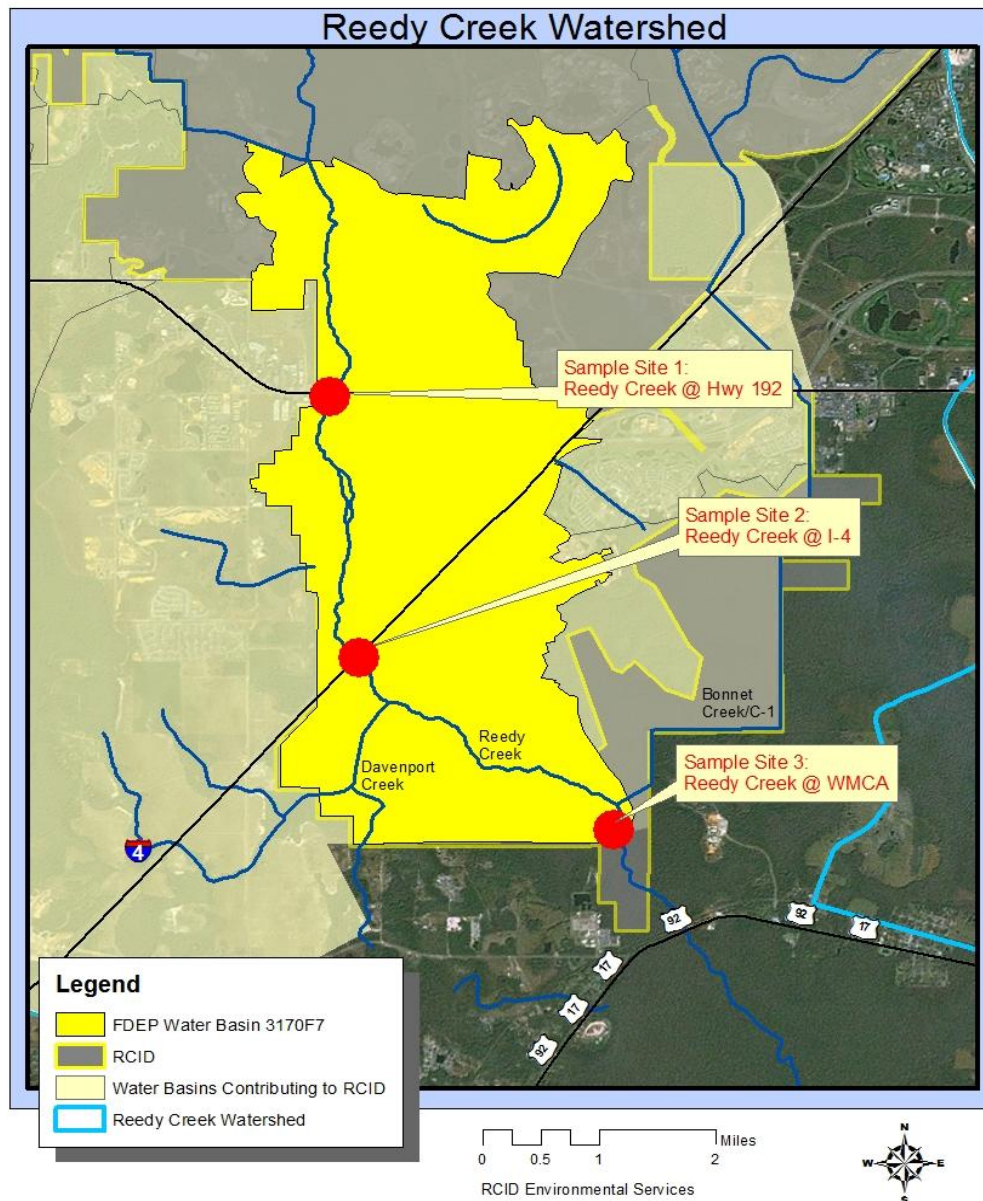 Reedy Creek Watershed
Sample Site 1:
Reedy Creek @ Hwy 192
Sample Site 2:
Reedy Creek @ I-4
Bonnet
Creek/C-1
Reedy
Creek
Davenport
Creek
Sample Site 3:
Reedy Creek @ WMCA
4
92
92
17
17
17
92
Legend
FDEP Water Basin 3170F7
RCID
Water Basins Contributing to RCID
Reedy Creek Watershed
Miles
0 0.5 1 2
RCID Environmental Services
N
W E
S